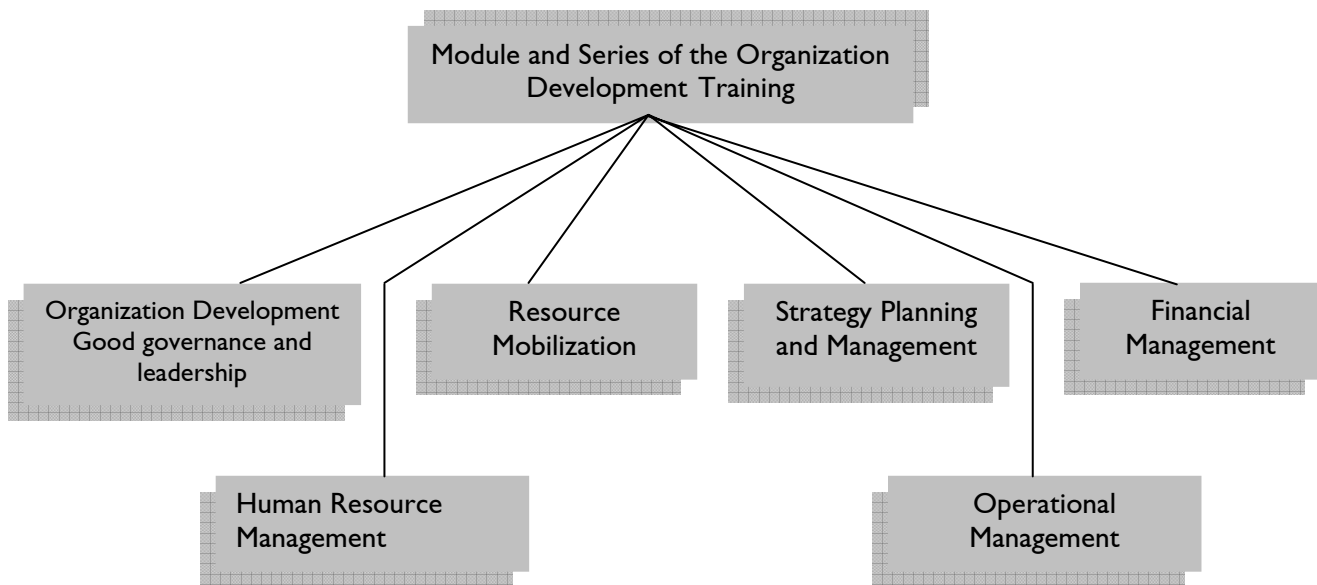 Module and Series of the Organization
Development Training
Organization Development
Good governance and
leadership
Resource
Mobilization
Strategy Planning
and Management
Financial
Management
Human Resource
Management
Operational
Management